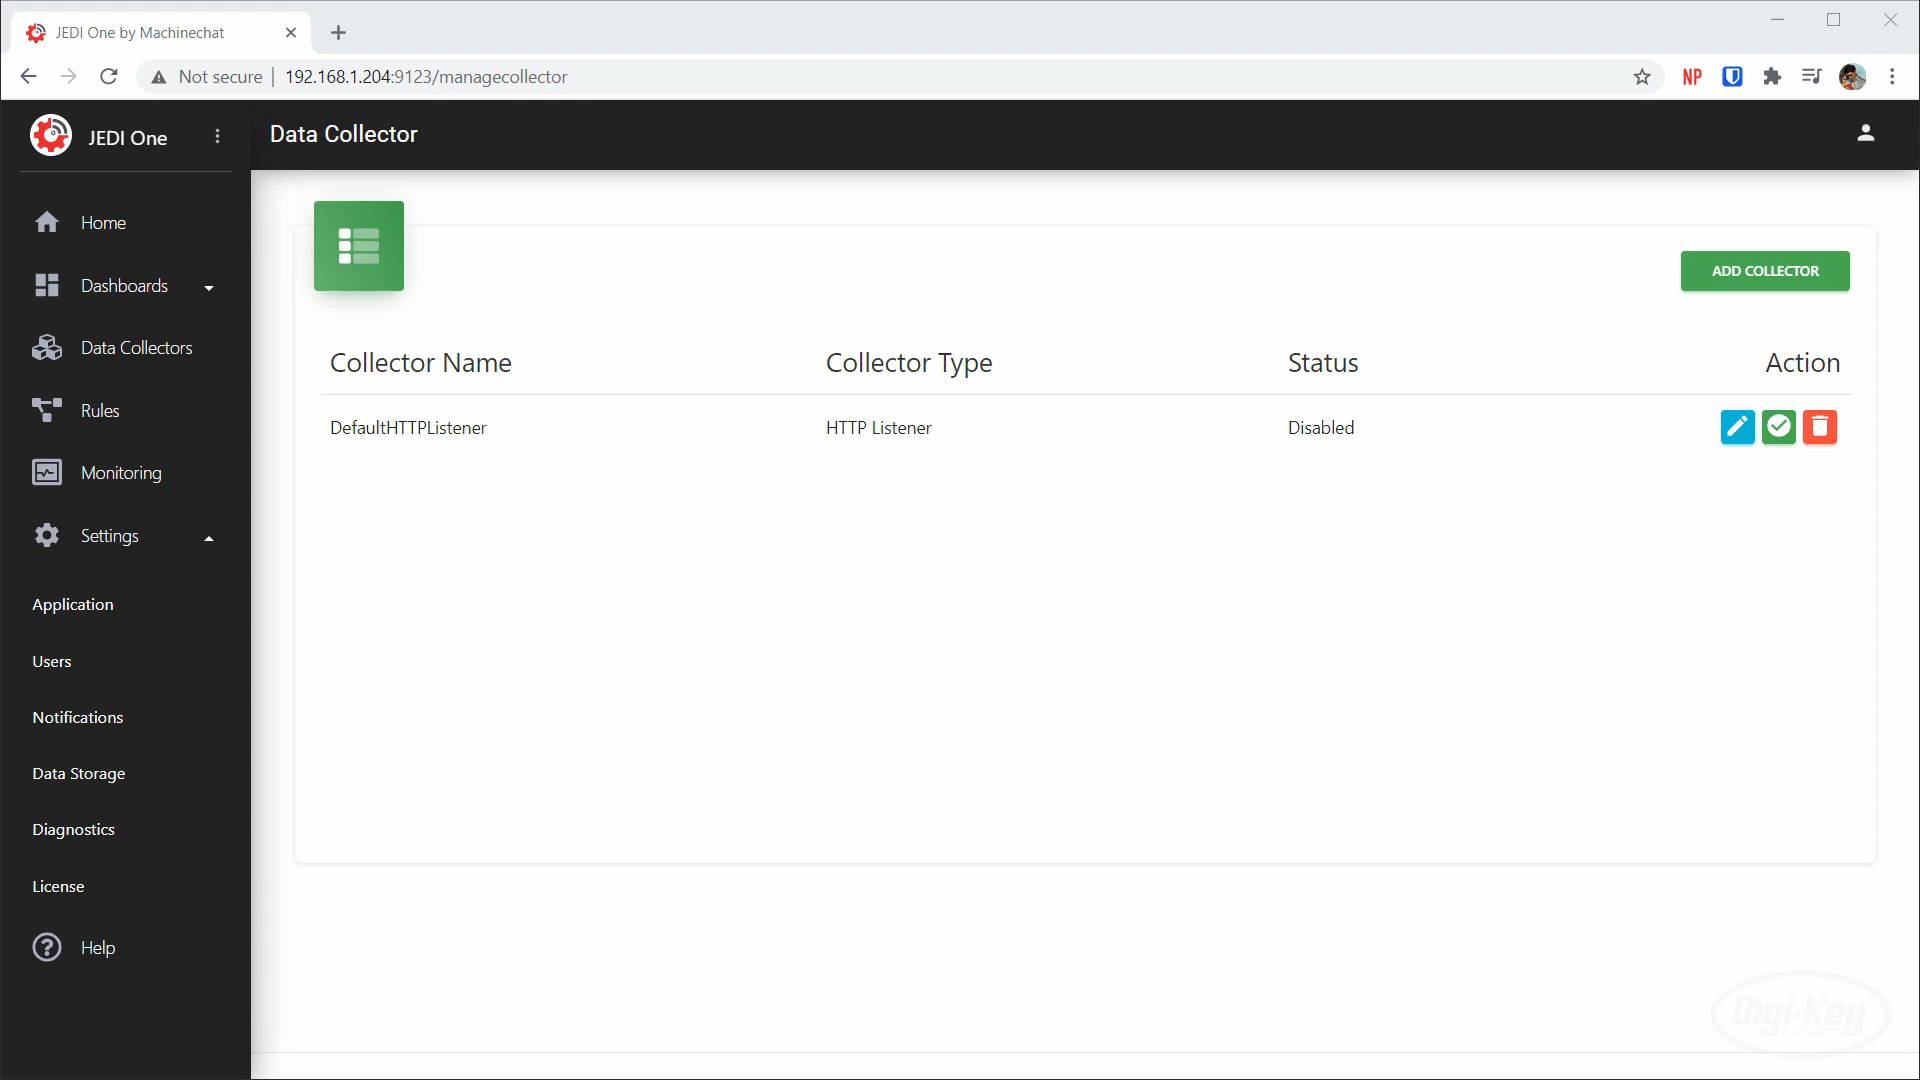 JEDI One by Machinechat
Not secure
192.168.1.204:9123/managecollector
NP
JEDI One
Data Collector
Home
Dashboards
Data Collectors
Rules
Monitoring
Settings
Application
Users
Notifications
Data Storage
Diagnostics
License
Help
ADD COLLECTOR
Collector Name Collector Type Status Action
DefaultHTTPListener HTTP Listener Disabled
Digi-Key